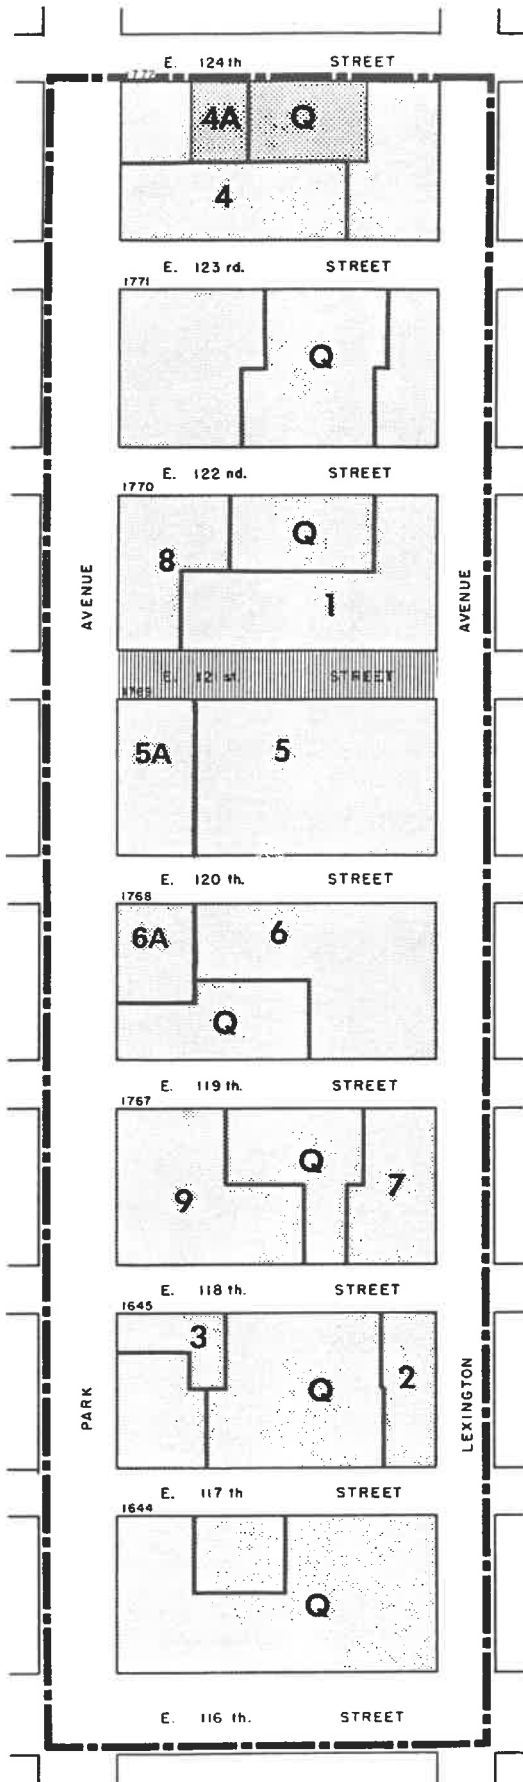 E. 124th STREET
1772
4A Q
4
E. 123 rd. STREET
1771
Q
E. 122 nd. STREET
1770
Q
8
1
AVENUE
AVENUE
E. 121 st. STREET
1769
5A 5
E. 120 th. STREET
1768
6A 6
Q
E. 119 th. STREET
1767
Q
7
9
E. 118 th. STREET
1645
3
2
Q
PARK
LEXINGTON
E. 117 th STREET
1644
Q
E. 116 th. STREET